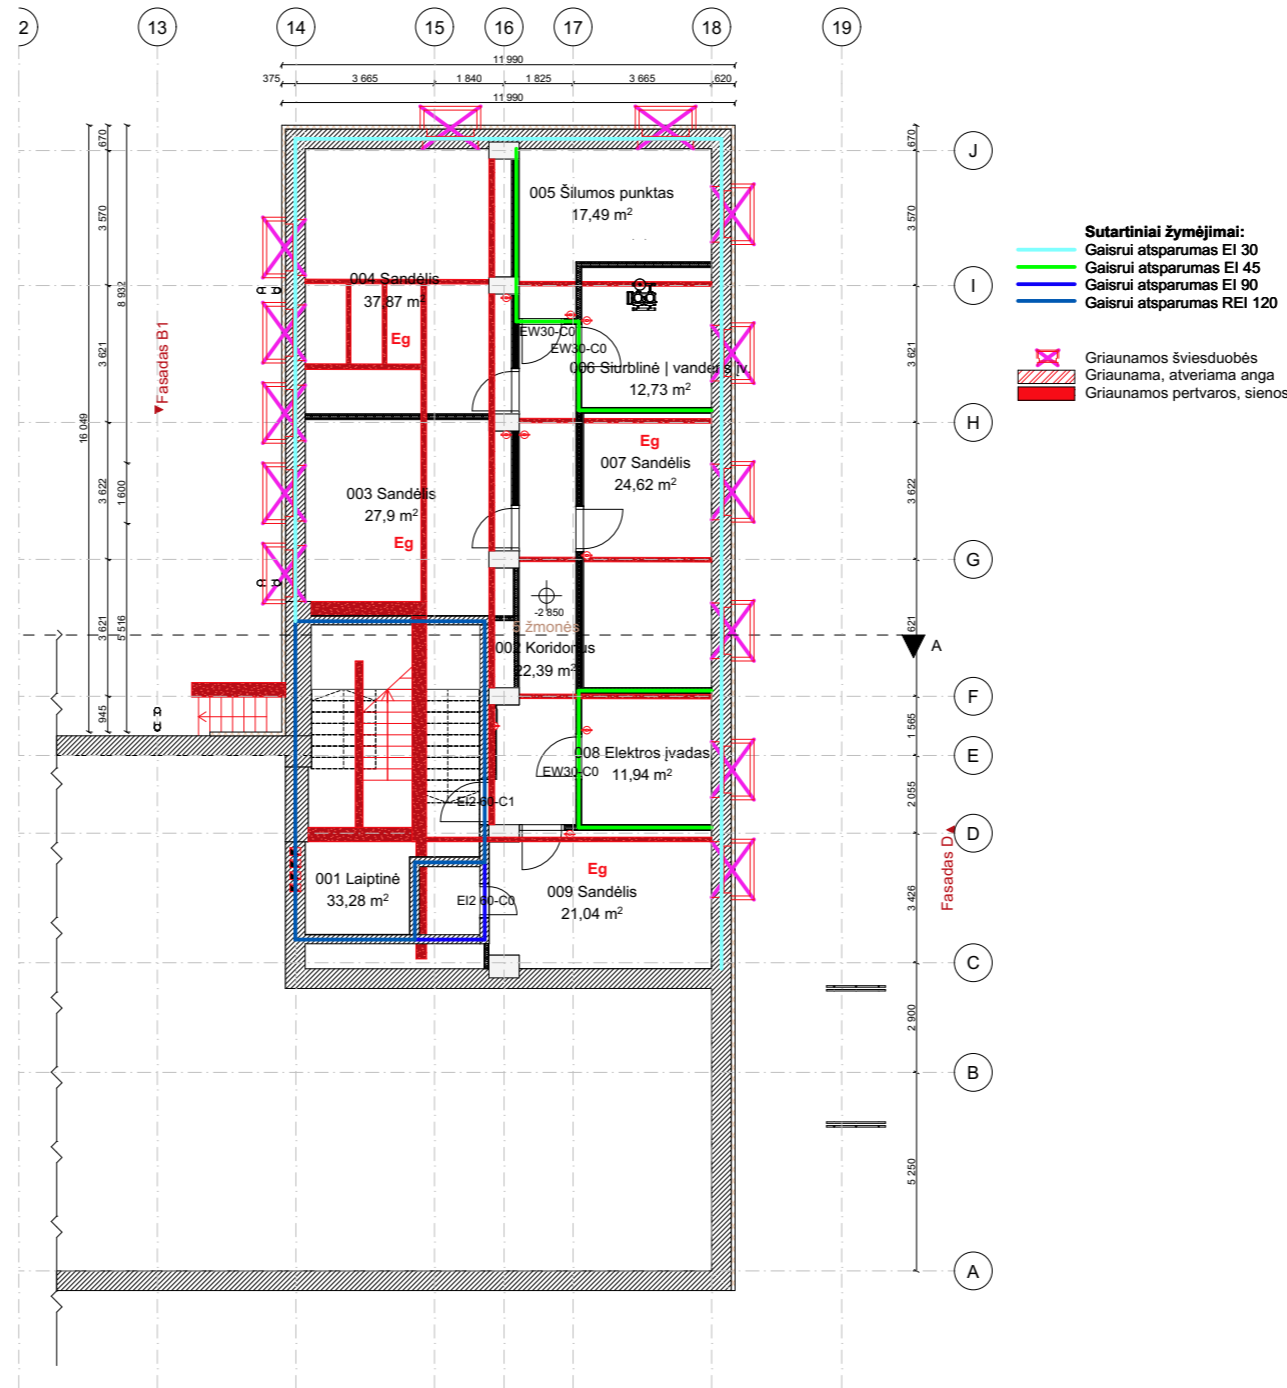 2
13
14
15
16
17
18
19
11 990
375
3 665
1 840
1 825
3 665
620
11 990
670
3 570
8 932
3 621
16 049
3 622
1 600
3 621
5 516
945
Fasadas B1
670
3 570
3 621
3 622
621
1 565
2 055
3 426
2 900
5 250
J
I
H
G
F
E
D
C
B
A
A
Fasadas D
005 Šilumos punktas
17,49 m²
004 Sandėlis
37,87 m²
Eg
EW30-C0
EW30-C0
006 Siurblinė | vandens įv.
12,73 m²
Eg
007 Sandėlis
24,62 m²
003 Sandėlis
27,9 m²
Eg
-2 850
žmonės
002 Koridorius
22,39 m²
008 Elektros įvadas
11,94 m²
EW30-C0
EI2 60-C1
001 Laiptinė
33,28 m²
EI2 60-C0
Eg
009 Sandėlis
21,04 m²
Sutartiniai žymėjimai:
Gaisrui atsparumas EI 30
Gaisrui atsparumas EI 45
Gaisrui atsparumas EI 90
Gaisrui atsparumas REI 120
Griaunamos šviesduobės
Griaunama, atveriama anga
Griaunamos pertvaros, sienos